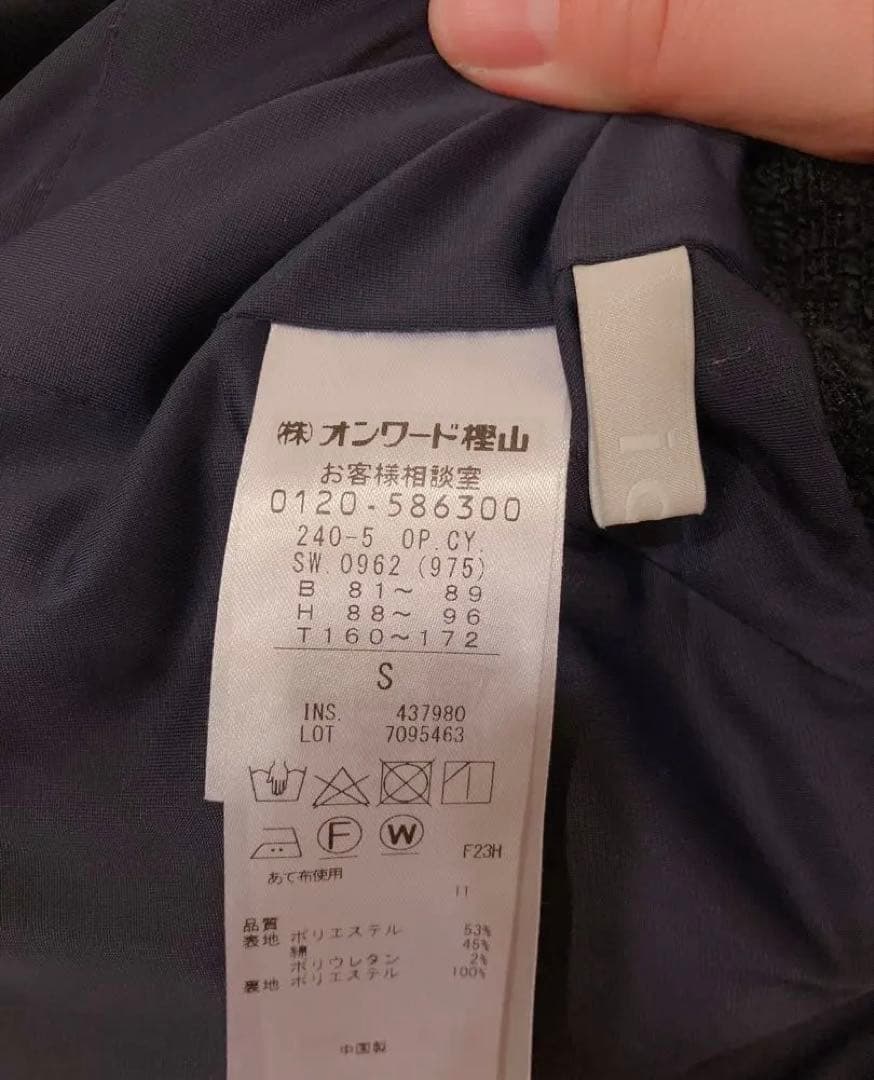 (株)オンワード樫山
お客様相談室
0120-586300
240-5 OP.CY.
SW.0962 (975)
B 81～ 89
H 88～ 96
T160～172
S
INS. 437980
LOT 7095463
F W
F23H
あて布使用
11
品質
表地 ポリエステル 53%
綿 45%
ポリウレタン 2%
裏地 ポリエステル 100%
中国製